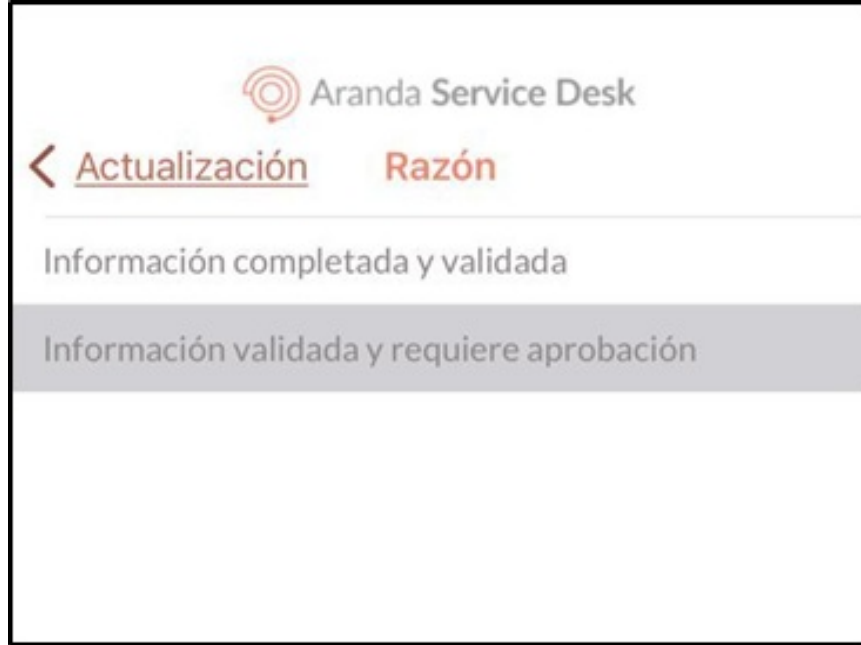 Aranda Service Desk
Actualización Razón
Información completada y validada
Información validada y requiere aprobación